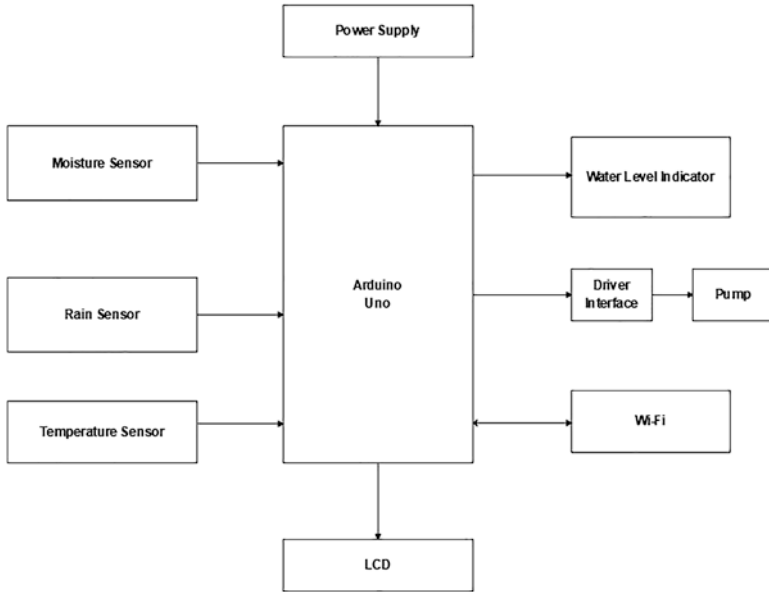 Power Supply
Moisture Sensor
Water Level Indicator
Arduino
Uno
Rain Sensor
Driver
Interface
Pump
Temperature Sensor
Wi-Fi
LCD